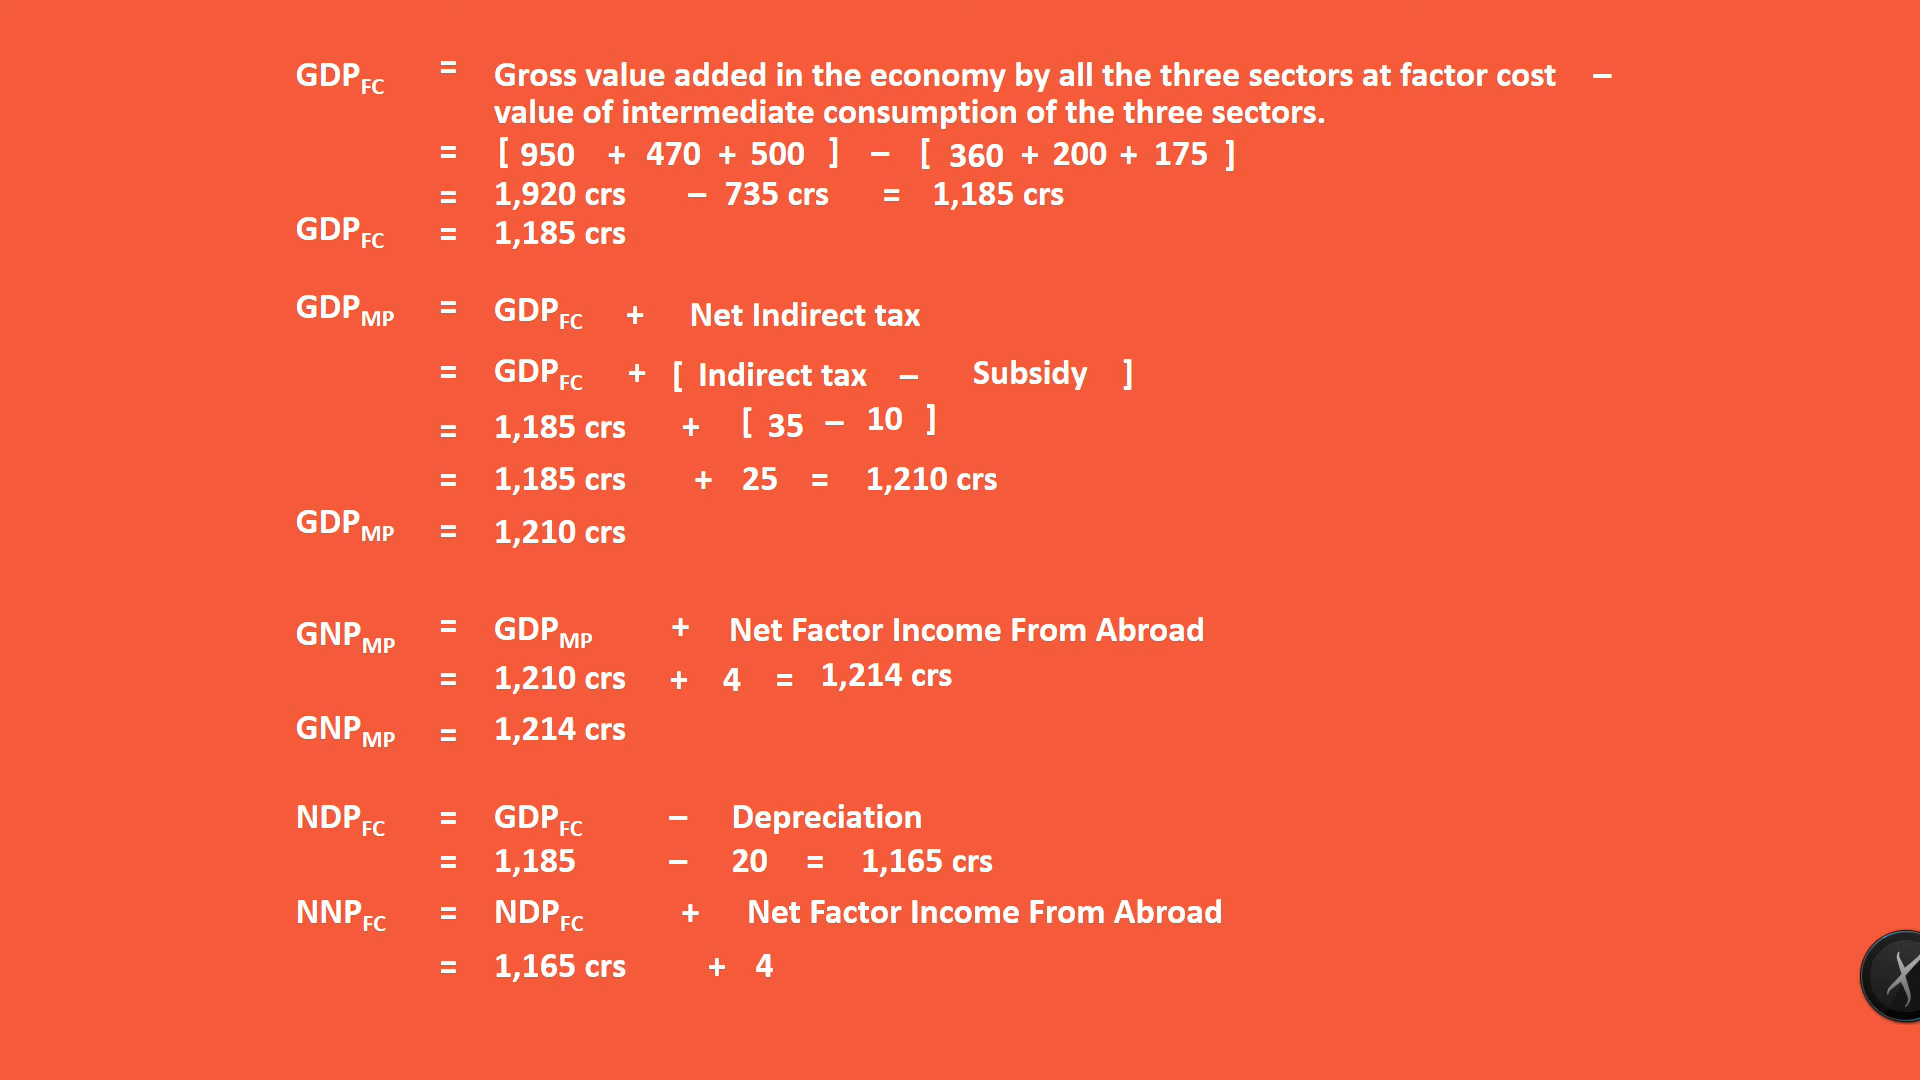 GDPFC = Gross value added in the economy by all the three sectors at factor cost –
value of intermediate consumption of the three sectors.
= [ 950 + 470 + 500 ] – [ 360 + 200 + 175 ]
= 1,920 crs – 735 crs = 1,185 crs
GDPFC = 1,185 crs
GDPMP = GDPFC + Net Indirect tax
= GDPFC + [ Indirect tax – Subsidy ]
= 1,185 crs + [ 35 – 10 ]
= 1,185 crs + 25 = 1,210 crs
GDPMP = 1,210 crs
GNPMP = GDPMP + Net Factor Income From Abroad
= 1,210 crs + 4 = 1,214 crs
GNPMP = 1,214 crs
NDPFC = GDPFC – Depreciation
= 1,185 – 20 = 1,165 crs
NNPFC = NDPFC + Net Factor Income From Abroad
= 1,165 crs + 4